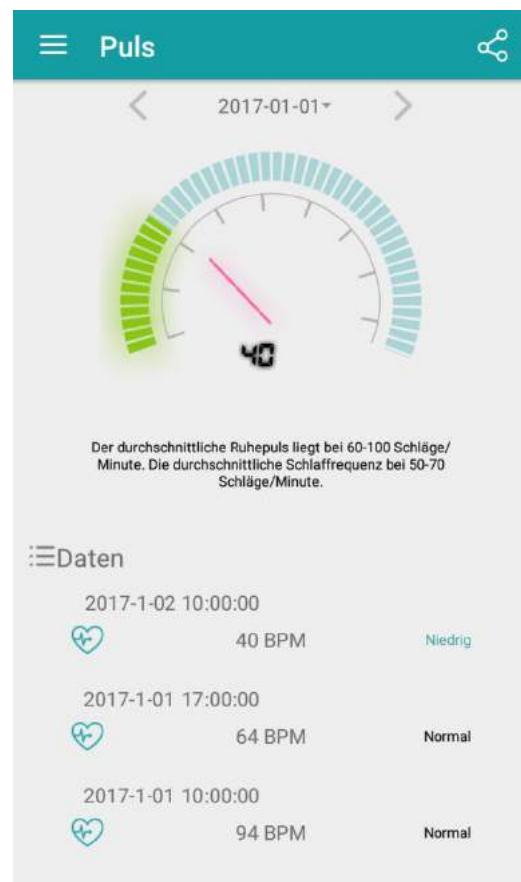 Puls
2017-01-01
40
Der durchschnittliche Ruhepuls liegt bei 60-100 Schläge/
Minute. Die durchschnittliche Schlaffrequenz bei 50-70
Schläge/Minute.
Daten
2017-1-02 10:00:00
40 BPM Niedrig
2017-1-01 17:00:00
64 BPM Normal
2017-1-01 10:00:00
94 BPM Normal